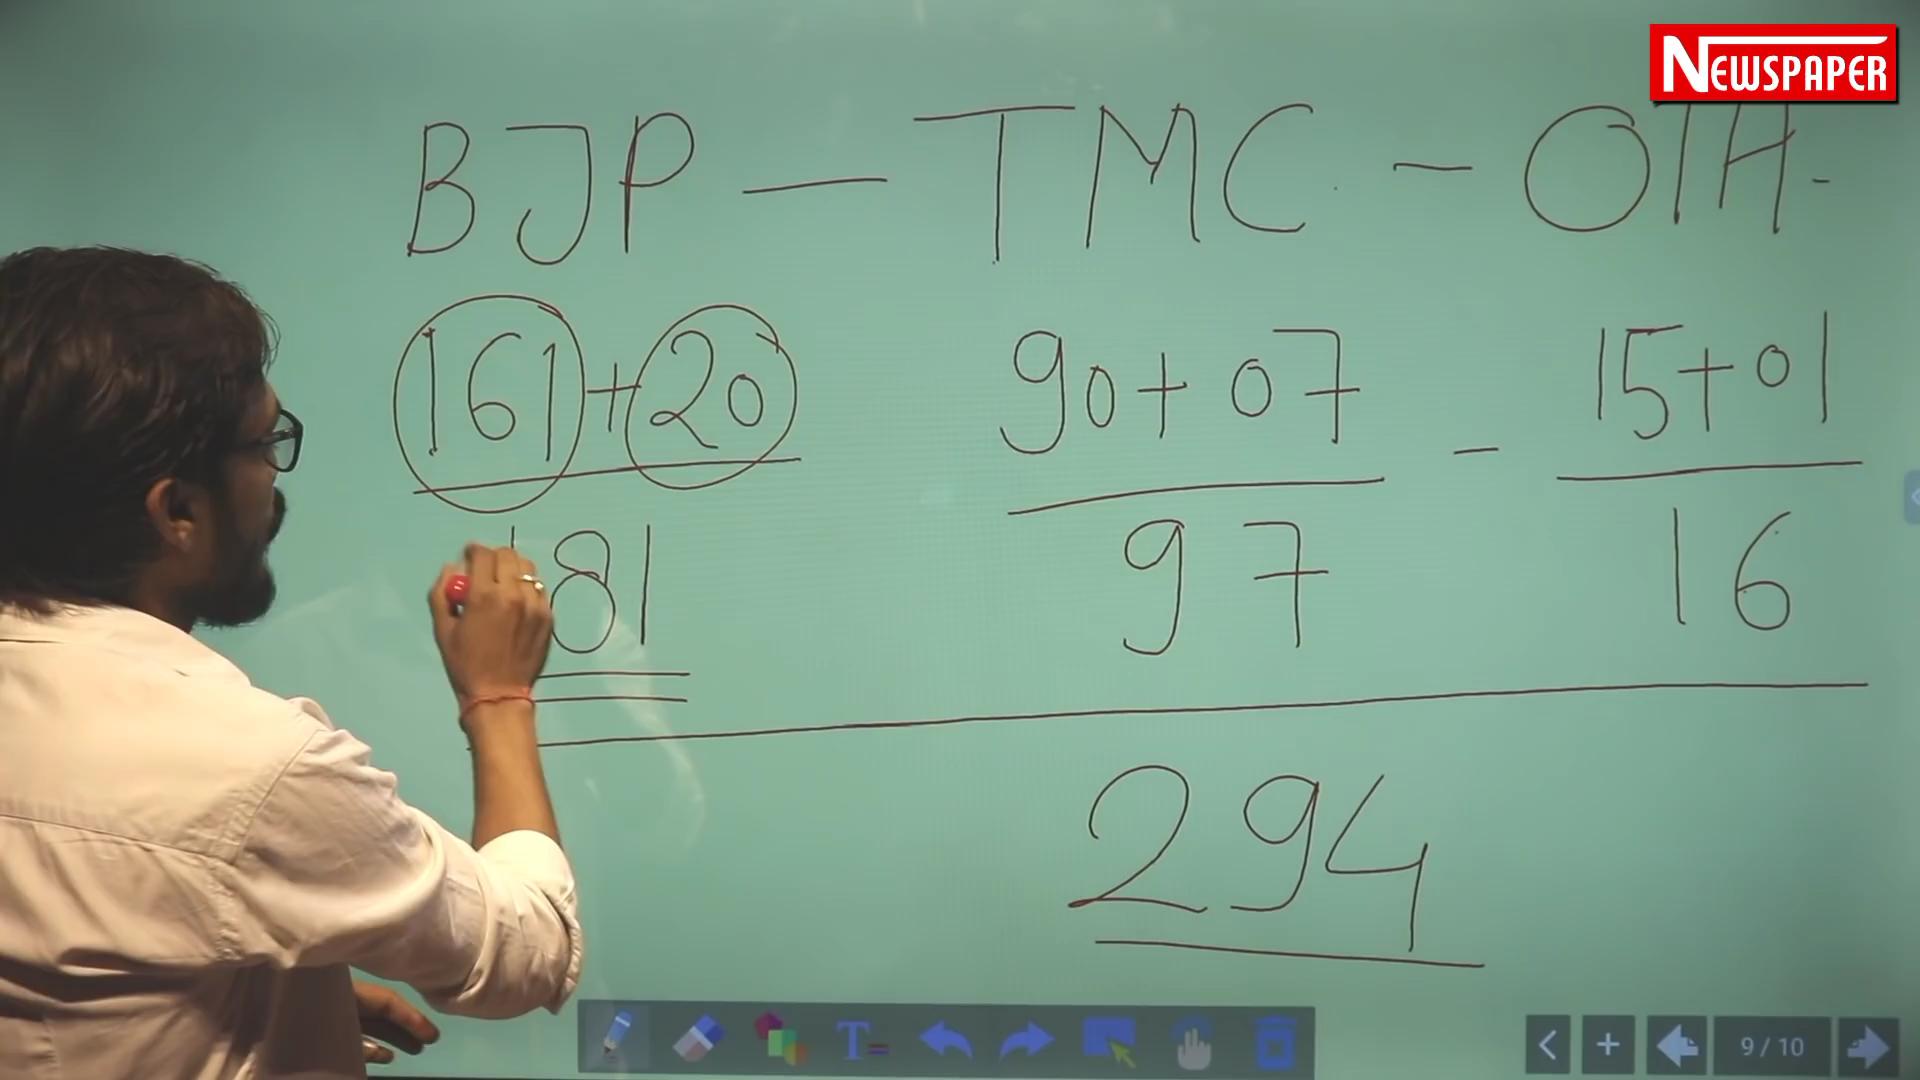 NEWSPAPER
BJP — TMC - OTH-
161+20 90+07 - 15+01
181 97 16
294
T=
9 / 10